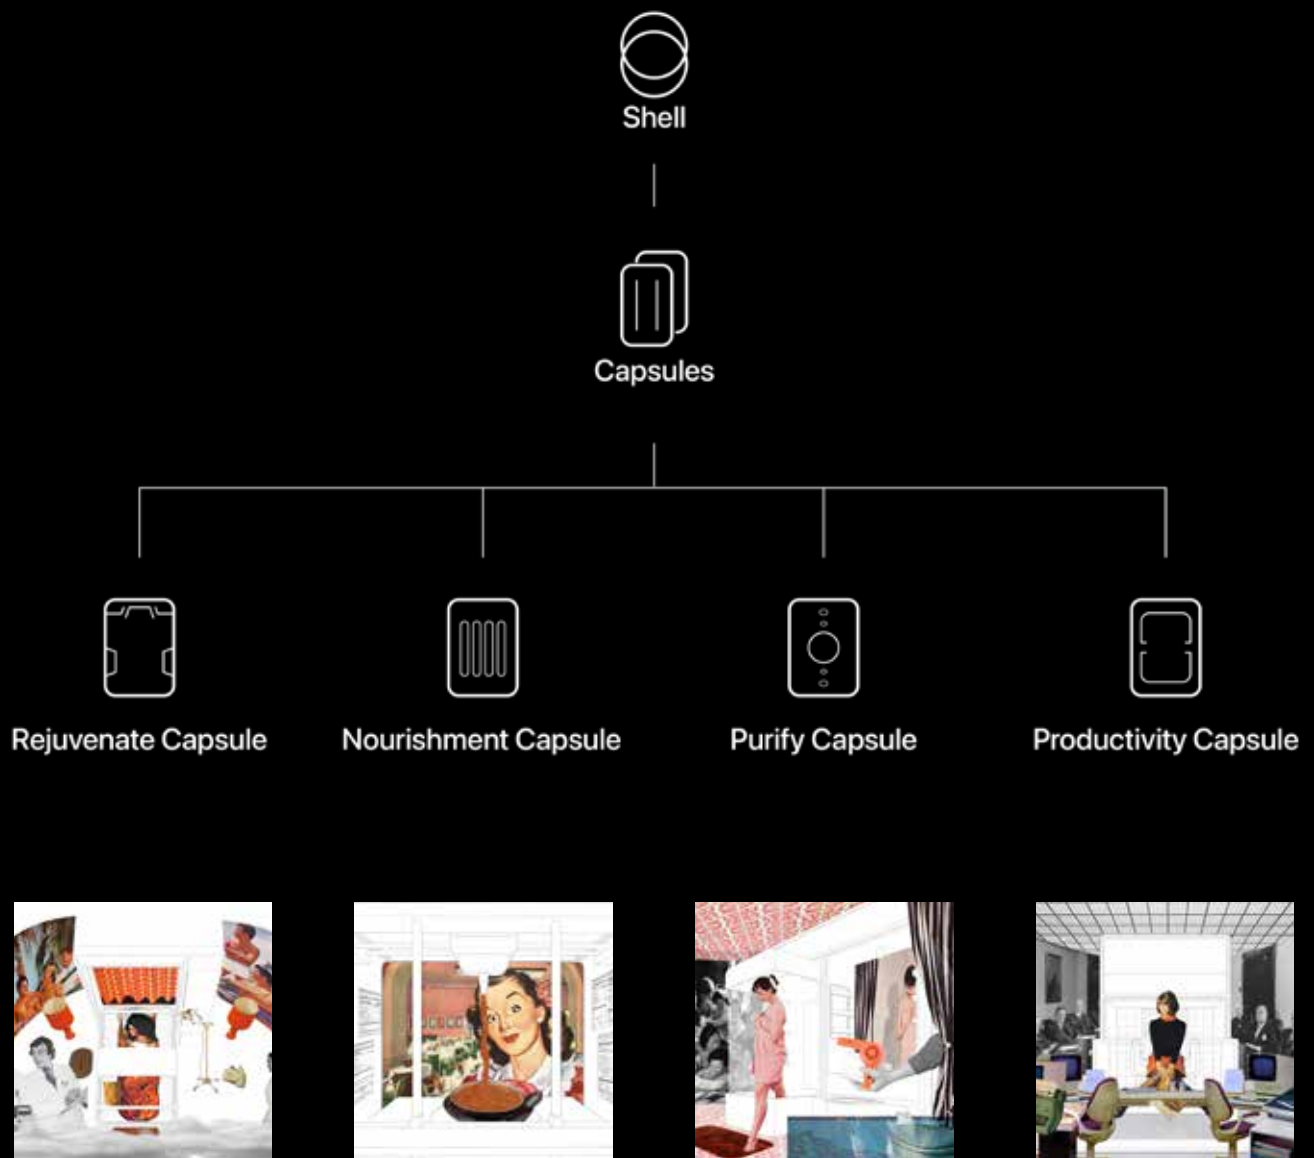 Shell
Capsules
Rejuvenate Capsule
Nourishment Capsule
Purify Capsule
Productivity Capsule